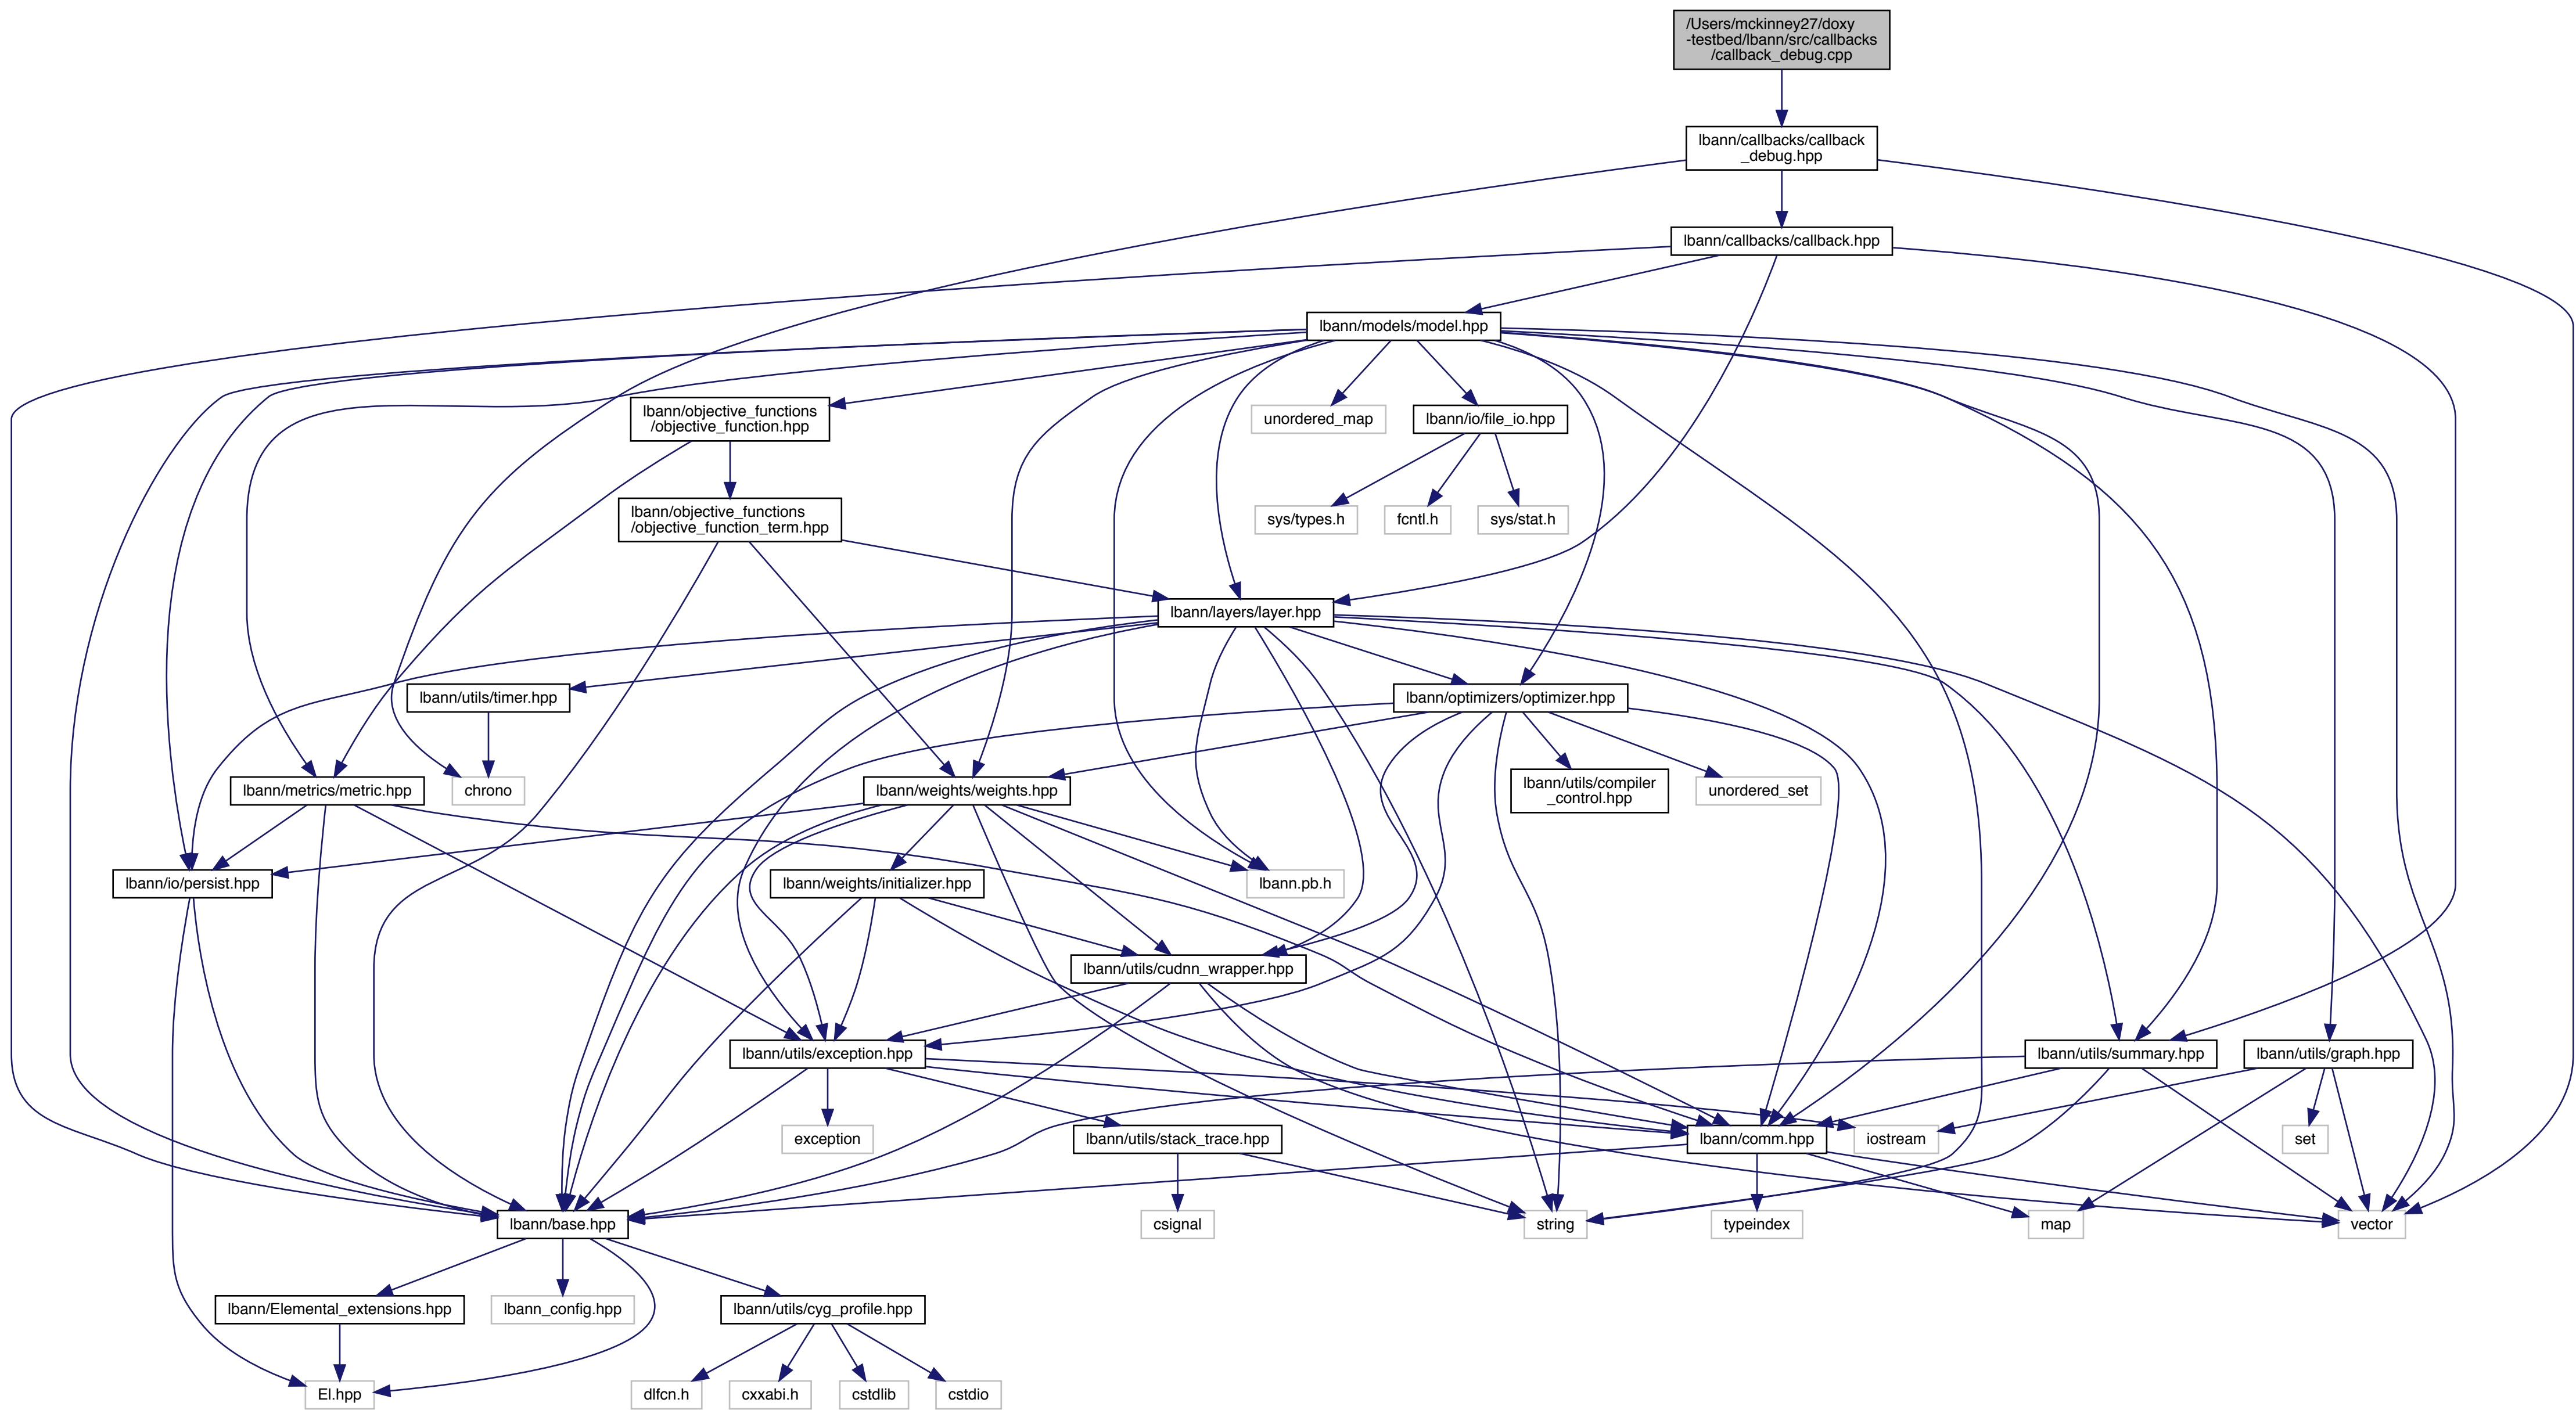 /Users/mckinney27/doxy
-testbed/lbann/src/callbacks
/callback_debug.cpp
lbann/callbacks/callback
_debug.hpp
lbann/callbacks/callback.hpp
lbann/models/model.hpp
lbann/objective_functions
/objective_function.hpp
unordered_map
lbann/io/file_io.hpp
lbann/objective_functions
/objective_function_term.hpp
sys/types.h
fcntl.h
sys/stat.h
lbann/layers/layer.hpp
lbann/utils/timer.hpp
lbann/optimizers/optimizer.hpp
lbann/metrics/metric.hpp
chrono
lbann/weights/weights.hpp
lbann/utils/compiler
_control.hpp
unordered_set
lbann/io/persist.hpp
lbann/weights/initializer.hpp
lbann.pb.h
lbann/utils/cudnn_wrapper.hpp
lbann/utils/exception.hpp
lbann/utils/summary.hpp
lbann/utils/graph.hpp
exception
lbann/utils/stack_trace.hpp
lbann/comm.hpp
iostream
set
lbann/base.hpp
csignal
string
typeindex
map
vector
lbann/Elemental_extensions.hpp
lbann_config.hpp
lbann/utils/cyg_profile.hpp
El.hpp
dlfcn.h
cxxabi.h
cstdlib
cstdio